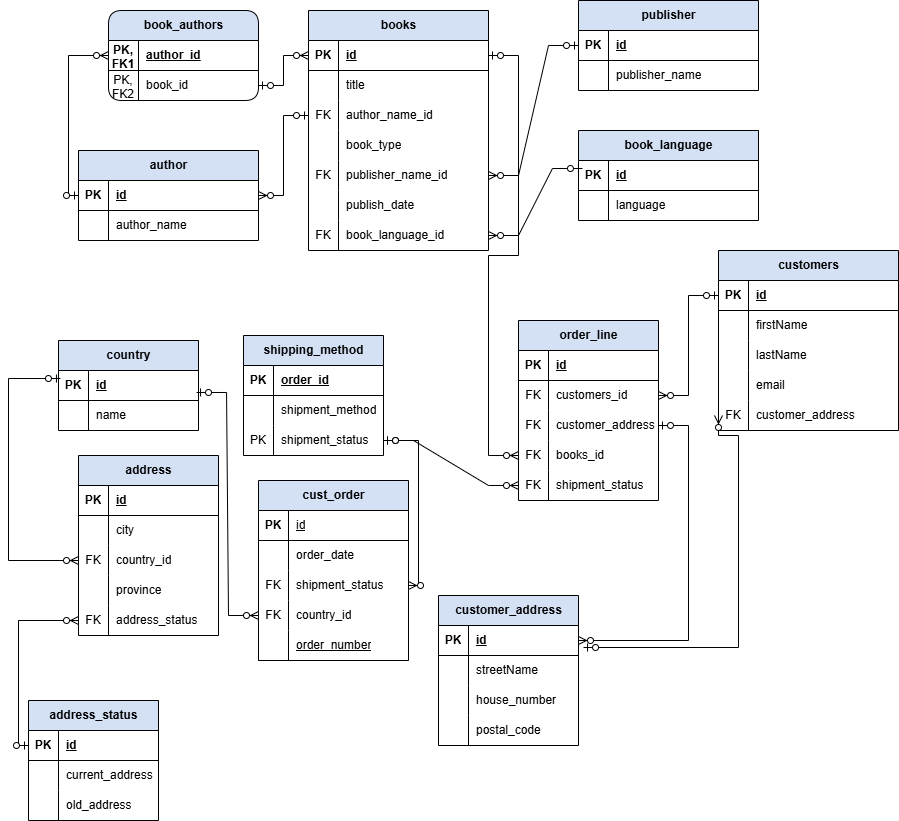 book_authors
PK, FK1 author_id
PK, FK2 book_id
books
PK id
title
FK author_name_id
book_type
FK publisher_name_id
publish_date
FK book_language_id
publisher
PK id
publisher_name
author
PK id
author_name
book_language
PK id
language
customers
PK id
firstName
lastName
email
FK customer_address
country
PK id
name
shipping_method
PK order_id
shipment_method
PK shipment_status
order_line
PK id
FK customers_id
FK customer_address
FK books_id
FK shipment_status
address
PK id
city
FK country_id
province
FK address_status
cust_order
PK id
order_date
FK shipment_status
FK country_id
order_number
customer_address
PK id
streetName
house_number
postal_code
address_status
PK id
current_address
old_address